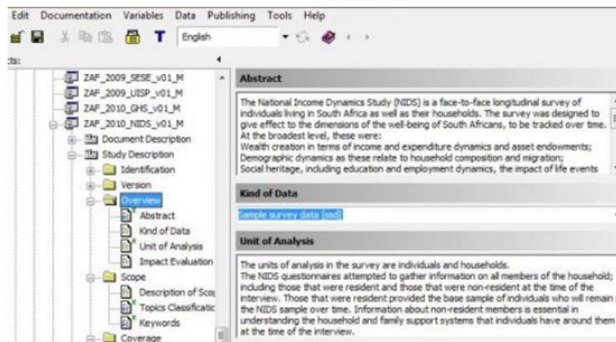 Edit Documentation Variables Data Publishing Tools Help
T English
ts:
ZAF_2009_SESE_v01_M
ZAF_2009_UISP_v01_M
ZAF_2010_GHS_v01_M
ZAF_2010_NIDS_v01_M
Document Description
Study Description
Identification
Version
Overview
Abstract
Kind of Data
Unit of Analysis
Impact Evaluation
Scope
Description of Scop
Topics Classificatic
Keywords
Coverage
Abstract
The National Income Dynamics Study (NIDS) is a face-to-face longitudinal survey of
individuals living in South Africa as well as their households. The survey was designed to
give effect to the dimensions of the well-being of South Africans, to be tracked over time.
At the broadest level, these were:
Wealth creation in terms of income and expenditure dynamics and asset endowments;
Demographic dynamics as these relate to household composition and migration;
Social heritage, including education and employment dynamics, the impact of life events
Kind of Data
Sample survey data [ssd]
Unit of Analysis
The units of analysis in the survey are individuals and households.
The NIDS questionnaires attempted to gather information on all members of the household;
including those that were resident and those that were non-resident at the time of the
interview. Those that were resident provided the base sample of individuals who will remain
the NIDS sample over time. Information about non-resident members is essential in
understanding the household and family support systems that individuals have around them
at the time of the interview.